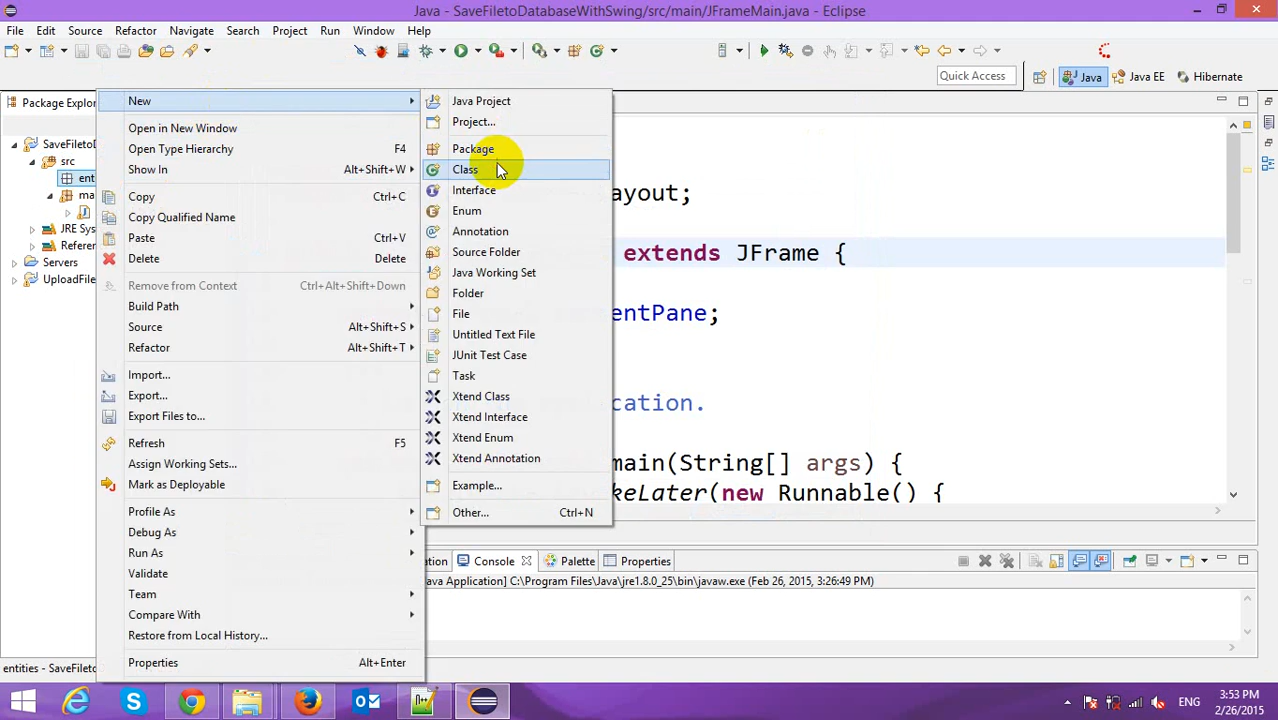 Java - SaveFiletoDatabaseWithSwing/src/main/JFrameMain.java - Eclipse
File Edit Source Refactor Navigate Search Project Run Window Help
Quick Access Java Java EE Hibernate
Package Explor
SaveFiletoD
src
ent
ma
J
JRE Sys
Referen
Servers
UploadFile
New
Open in New Window
Open Type Hierarchy F4
Show In Alt+Shift+W
Copy Ctrl+C
Copy Qualified Name
Paste Ctrl+V
Delete Delete
Remove from Context Ctrl+Alt+Shift+Down
Build Path
Source Alt+Shift+S
Refactor Alt+Shift+T
Import...
Export...
Export Files to...
Refresh F5
Assign Working Sets...
Mark as Deployable
Profile As
Debug As
Run As
Validate
Team
Compare With
Restore from Local History...
Properties Alt+Enter
Java Project
Project...
Package
Class
Interface
Enum
Annotation
Source Folder
Java Working Set
Folder
File
Untitled Text File
JUnit Test Case
Task
Xtend Class
Xtend Interface
Xtend Enum
Xtend Annotation
Example...
Other... Ctrl+N
ayout;
extends JFrame {
entPane;
ication.
main(String[] args) {
keLater(new Runnable() {
ation Console Palette Properties
ava Application] C:\Program Files\Java\jre1.8.0_25\bin\javaw.exe (Feb 26, 2015, 3:26:49 PM)
entities - SaveFileto
ENG
3:53 PM
2/26/2015